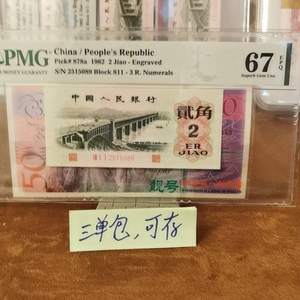 PMG
China / People's Republic
Pick# 878a 1962 2 Jiao - Engraved
S/N 2315089 Block 811 - 3 R. Numerals
67
EPQ
Superb Gem Unc
中国人民银行
贰角
2
ER
JIAO
2315089
50
靓号
三单包，可存